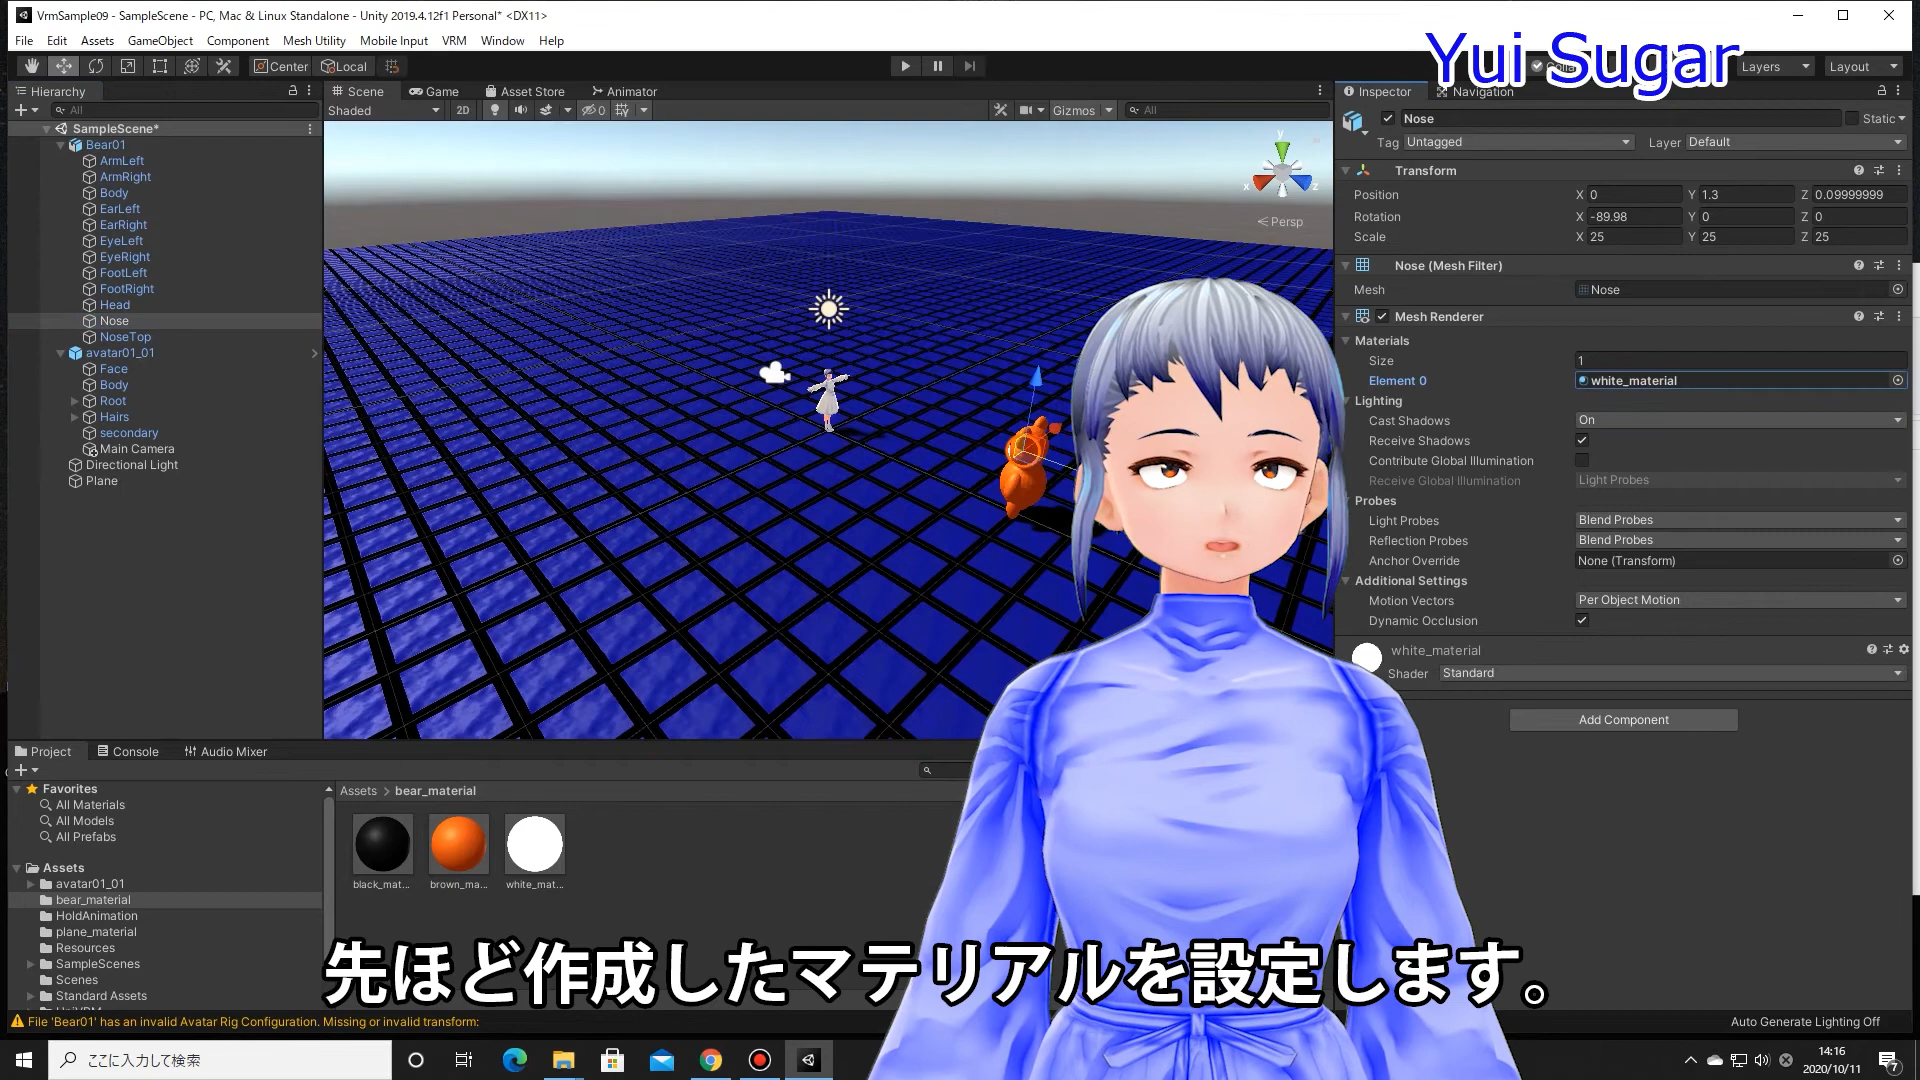 VrmSample09 - SampleScene - PC, Mac & Linux Standalone - Unity 2019.4.12f1 Personal* <DX11>
File Edit Assets GameObject Component Mesh Utility Mobile Input VRM Window Help
Yui Sugar
Center Local Layers Layout
Hierarchy
All
SampleScene*
Bear01
ArmLeft
ArmRight
Body
EarLeft
EarRight
EyeLeft
EyeRight
FootLeft
FootRight
Head
Nose
NoseTop
avatar01_01
Face
Body
Root
Hairs
secondary
Main Camera
Directional Light
Plane
Scene Game Asset Store Animator
Shaded 2D 0 Gizmos All
y
x z
Persp
Inspector Navigation
Nose Static
Tag Untagged Layer Default
Transform
Position X 0 Y 1.3 Z 0.09999999
Rotation X -89.98 Y 0 Z 0
Scale X 25 Y 25 Z 25
Nose (Mesh Filter)
Mesh Nose
Mesh Renderer
Materials
Size 1
Element 0 white_material
Lighting
Cast Shadows On
Receive Shadows
Contribute Global Illumination
Receive Global Illumination Light Probes
Probes
Light Probes Blend Probes
Reflection Probes Blend Probes
Anchor Override None (Transform)
Additional Settings
Motion Vectors Per Object Motion
Dynamic Occlusion
white_material
Shader Standard
Add Component
Project Console Audio Mixer
Favorites
All Materials
All Models
All Prefabs
Assets
avatar01_01
bear_material
HoldAnimation
plane_material
Resources
SampleScenes
Scenes
Standard Assets
Assets > bear_material
black_mat... brown_ma... white_mat...
先ほど作成したマテリアルを設定します。
File 'Bear01' has an invalid Avatar Rig Configuration. Missing or invalid transform:
Auto Generate Lighting Off
ここに入力して検索
14:16
2020/10/11
7